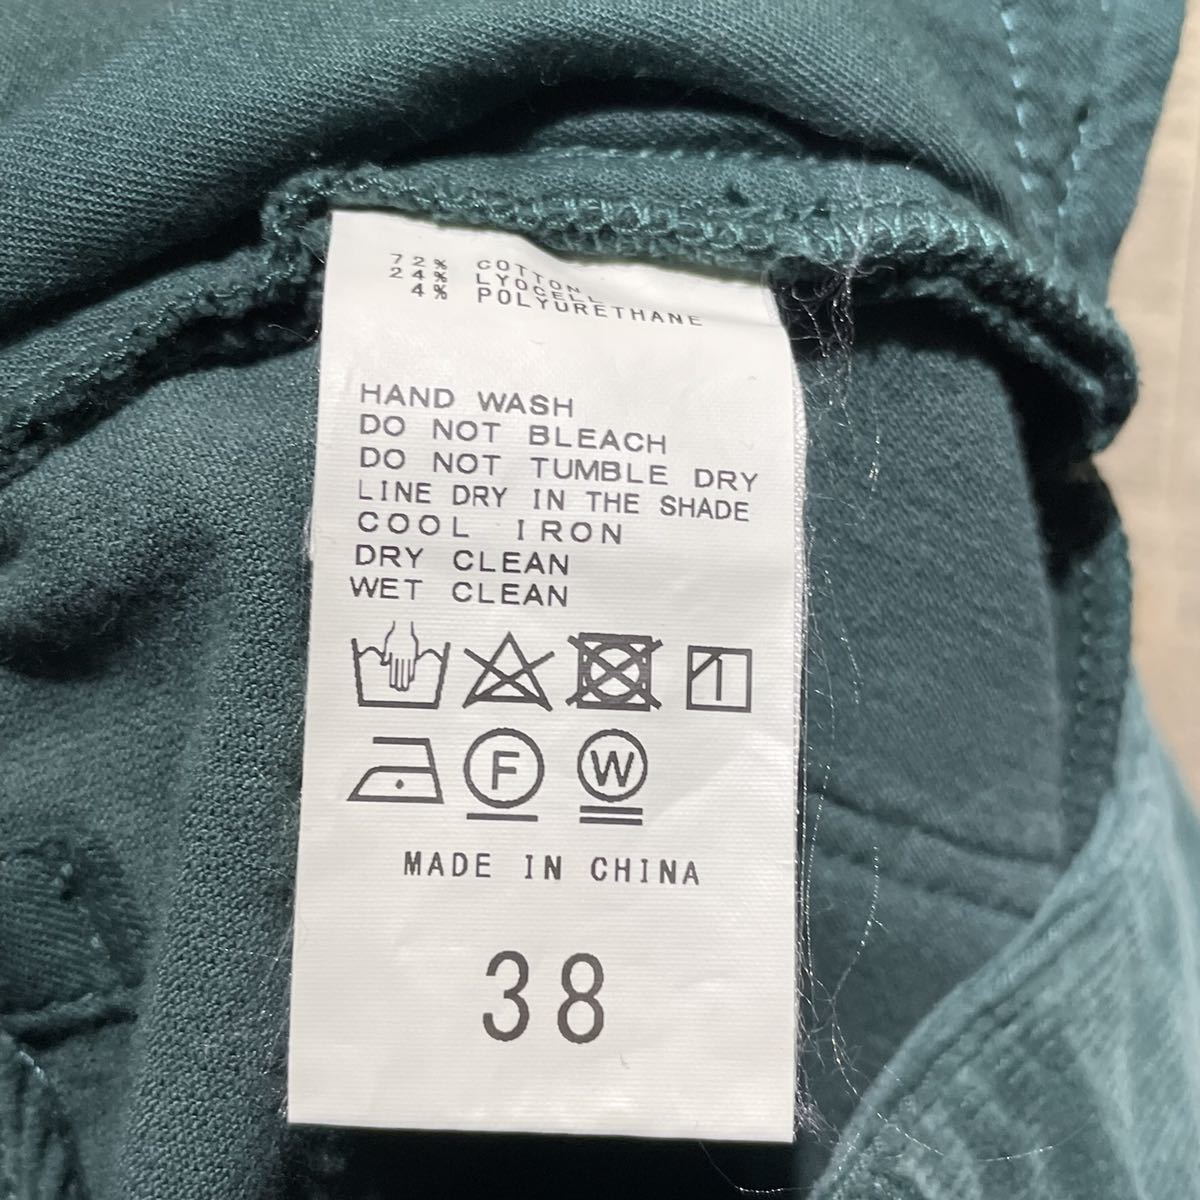 72% COTTON
24% LYOCELL
4% POLYURETHANE
HAND WASH
DO NOT BLEACH
DO NOT TUMBLE DRY
LINE DRY IN THE SHADE
COOL IRON
DRY CLEAN
WET CLEAN
F W
MADE IN CHINA
38